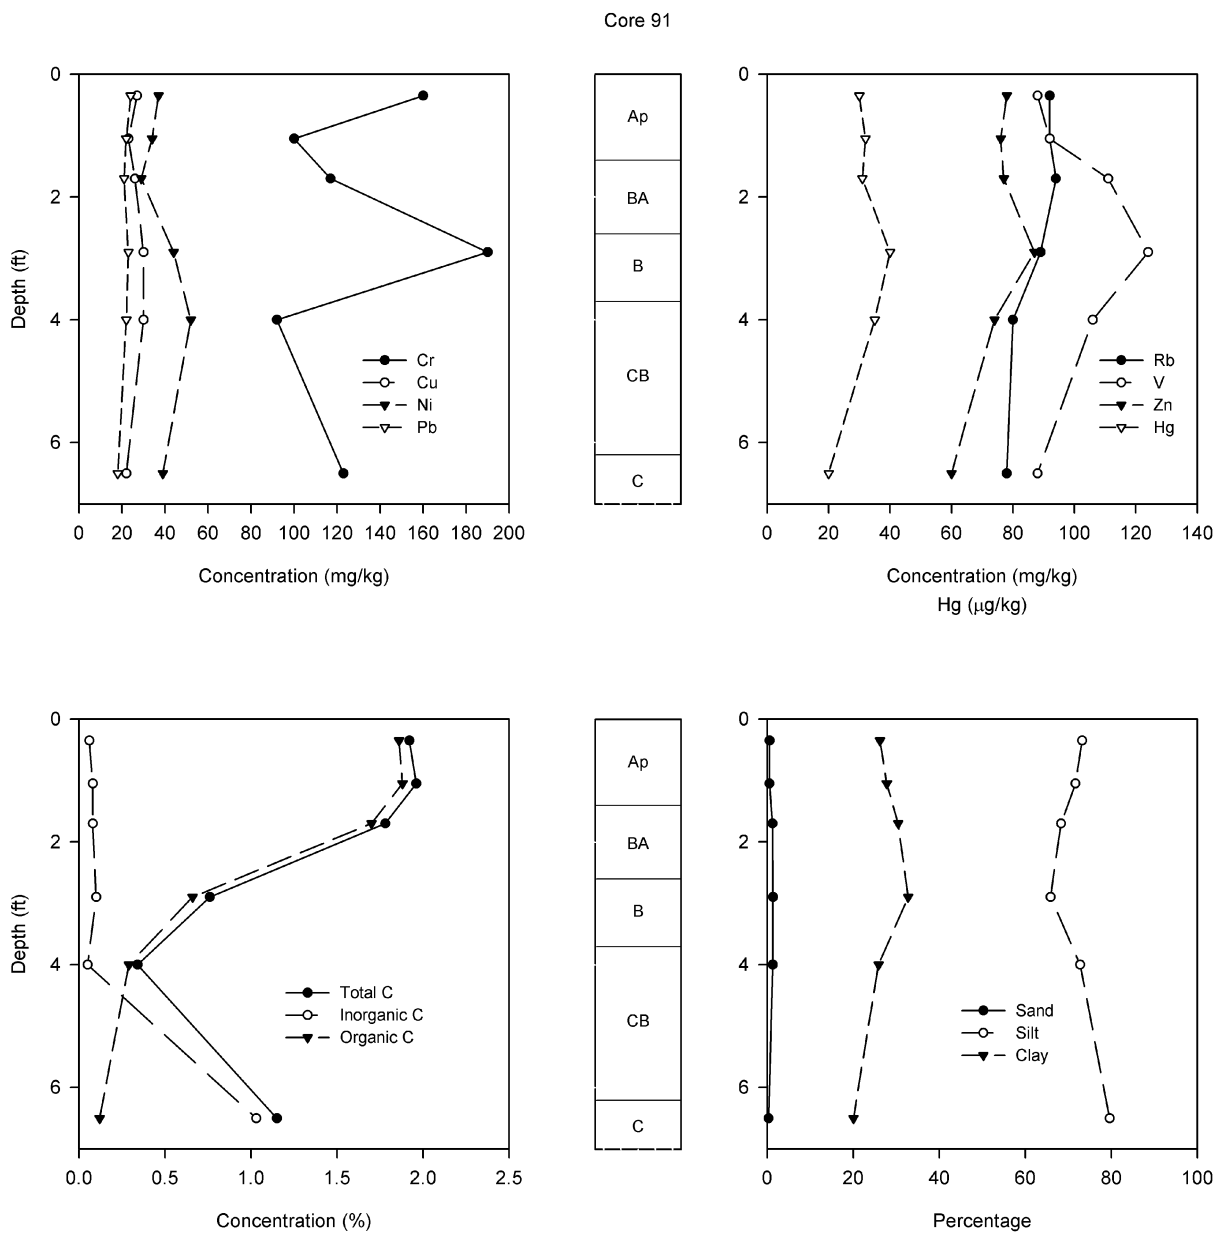 Core 91
0
2
4
6
Depth (ft)
Cr
Cu
Ni
Pb
0 20 40 60 80 100 120 140 160 180 200
Concentration (mg/kg)
Ap
BA
B
CB
C
0
2
4
6
Rb
V
Zn
Hg
0 20 40 60 80 100 120 140
Concentration (mg/kg)
Hg (μg/kg)
0
2
4
6
Depth (ft)
Total C
Inorganic C
Organic C
0.0 0.5 1.0 1.5 2.0 2.5
Concentration (%)
Ap
BA
B
CB
C
0
2
4
6
Sand
Silt
Clay
0 20 40 60 80 100
Percentage